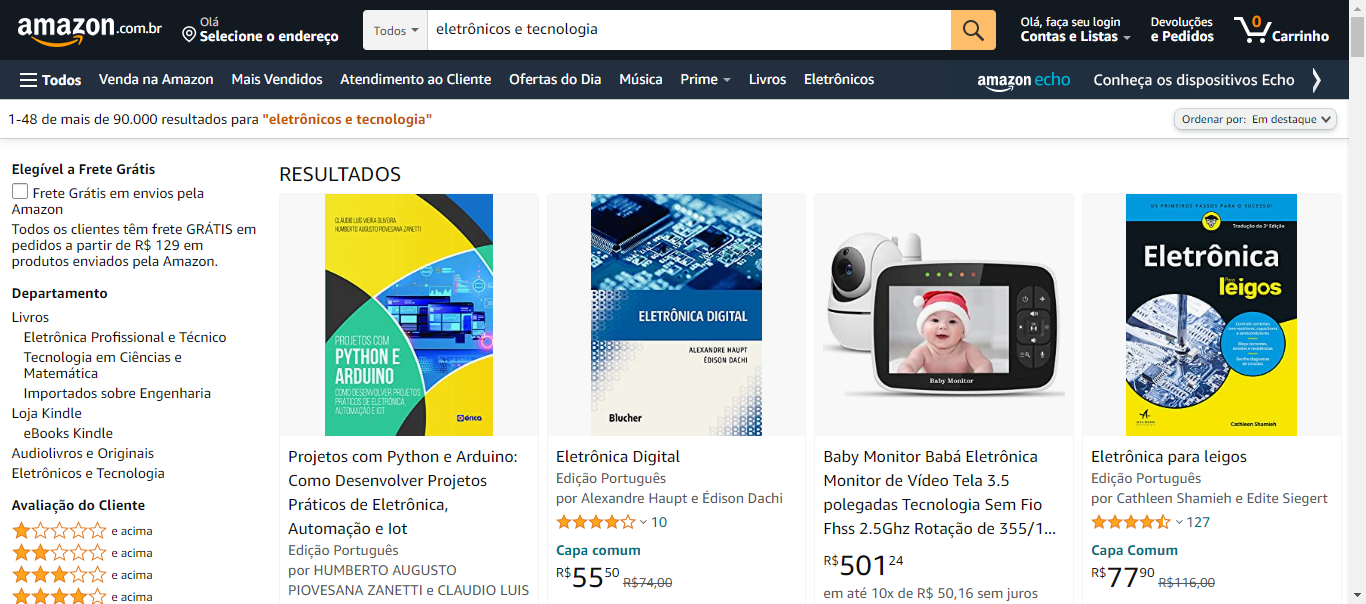 amazon.com.br
Olá
Selecione o endereço
Todos
eletrônicos e tecnologia
Olá, faça seu login
Contas e Listas
Devoluções
e Pedidos
0
Carrinho
Todos
Venda na Amazon
Mais Vendidos
Atendimento ao Cliente
Ofertas do Dia
Música
Prime
Livros
Eletrônicos
amazon echo
Conheça os dispositivos Echo
1-48 de mais de 90.000 resultados para "eletrônicos e tecnologia"
Ordenar por: Em destaque
Elegível a Frete Grátis
Frete Grátis em envios pela
Amazon
Todos os clientes têm frete GRÁTIS em
pedidos a partir de R$ 129 em
produtos enviados pela Amazon.
Departamento
Livros
Eletrônica Profissional e Técnico
Tecnologia em Ciências e
Matemática
Importados sobre Engenharia
Loja Kindle
eBooks Kindle
Audiolivros e Originais
Eletrônicos e Tecnologia
Avaliação do Cliente
e acima
e acima
e acima
e acima
RESULTADOS
CLAUDIO LUIS VIEIRA OLIVEIRA
HUMBERTO AUGUSTO PIOVESANA ZANETTI
PROJETOS COM
PYTHON E
ARDUINO
COMO DESENVOLVER PROJETOS
PRÁTICOS DE ELETRÔNICA,
AUTOMAÇÃO E IOT
érica
Projetos com Python e Arduino:
Como Desenvolver Projetos
Práticos de Eletrônica,
Automação e Iot
Edição Português
por HUMBERTO AUGUSTO
PIOVESANA ZANETTI e CLAUDIO LUIS
ELETRÔNICA DIGITAL
ALEXANDRE HAUPT
ÉDISON DACHI
Blucher
Eletrônica Digital
Edição Português
por Alexandre Haupt e Édison Dachi
10
Capa comum
R$5550 R$74,00
Baby Monitor
Baby Monitor Babá Eletrônica
Monitor de Vídeo Tela 3.5
polegadas Tecnologia Sem Fio
Fhss 2.5Ghz Rotação de 355/1...
R$50124
em até 10x de R$ 50,16 sem juros
OS PRIMEIROS PASSOS PARA O SUCESSO!
Tradução da 3ª Edição
Eletrônica
Para
leigos
Cathleen Shamieh
Eletrônica para leigos
Edição Português
por Cathleen Shamieh e Edite Siegert
127
Capa Comum
R$7790 R$116,00